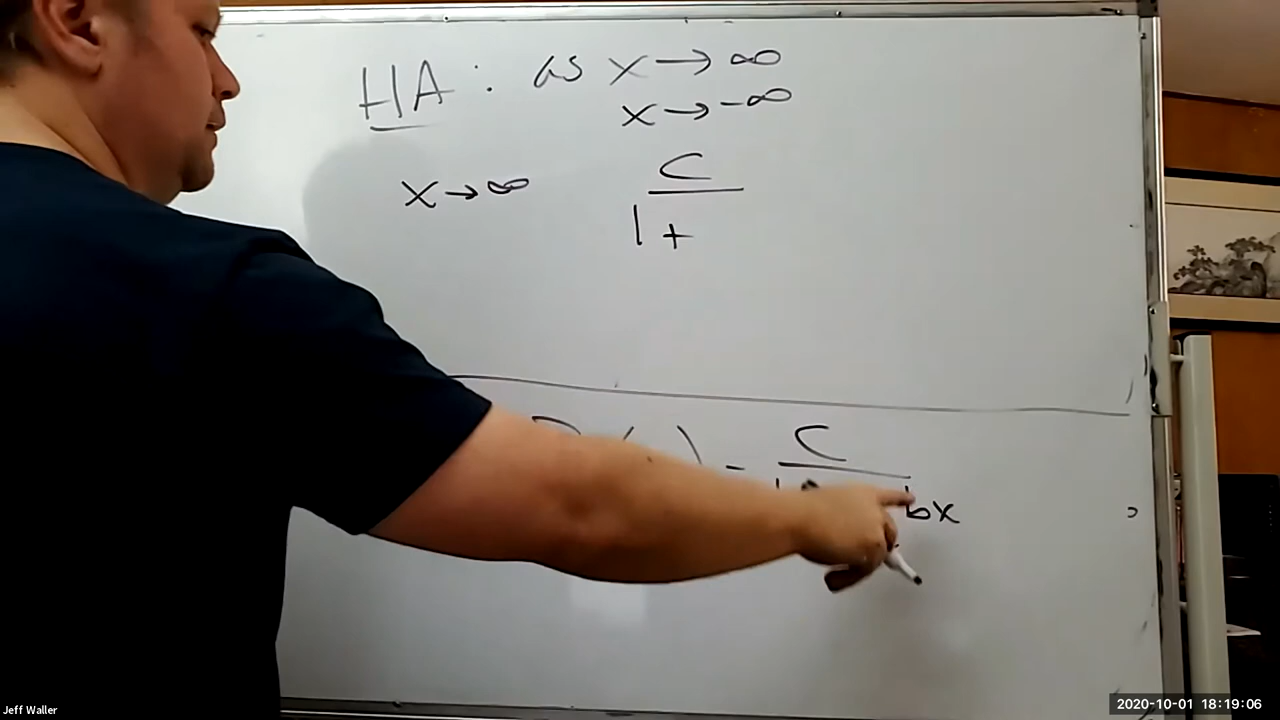 HA : as x → ∞
x → -∞
x → ∞
C
1 +
( ) = C
bx
Jeff Waller
2020-10-01 18:19:06